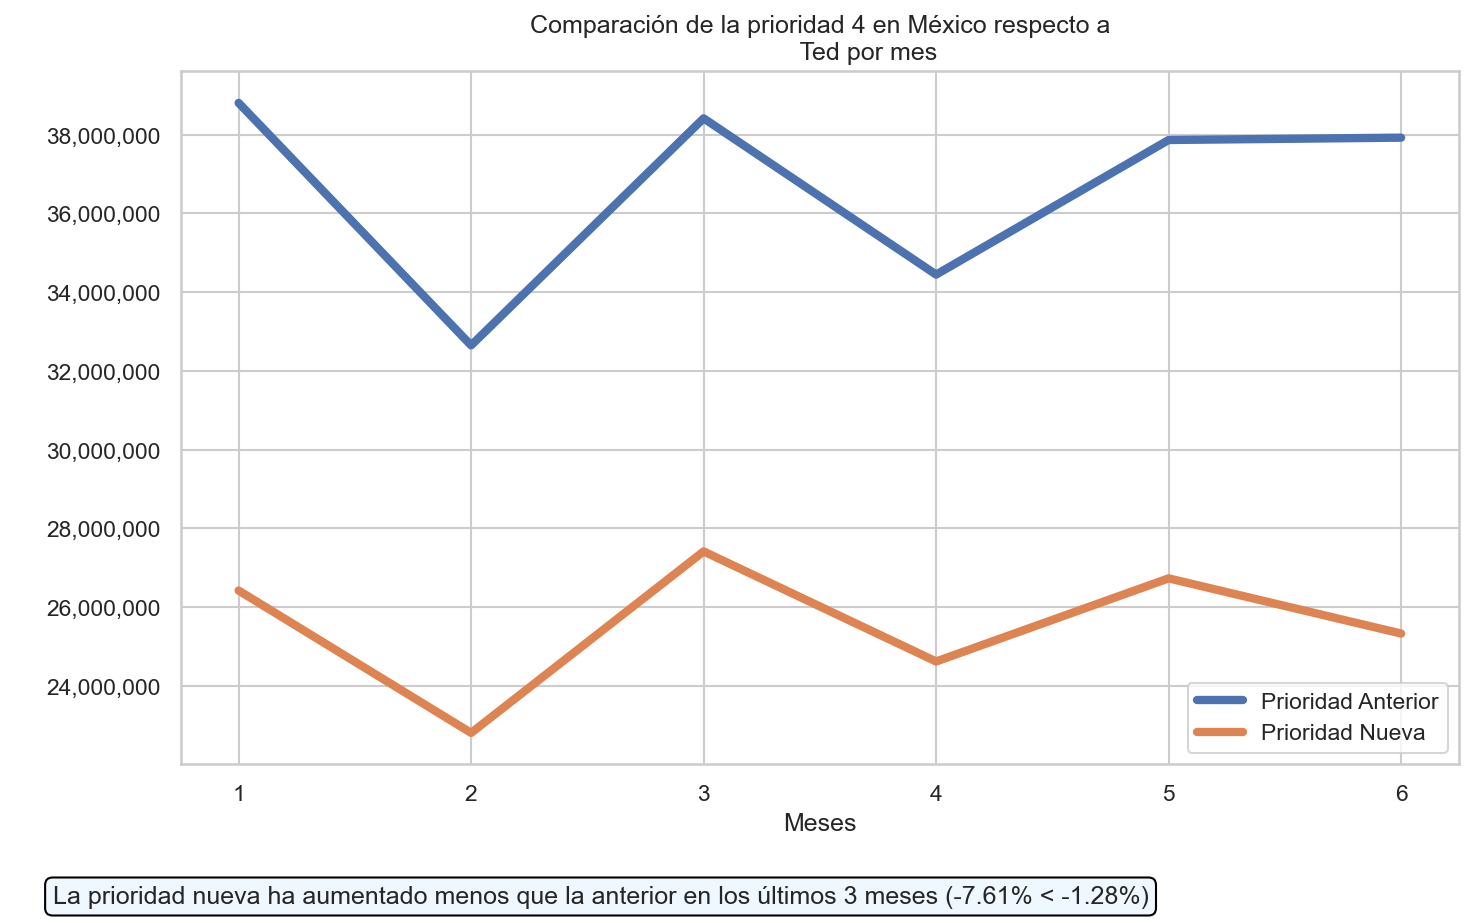 Comparación de la prioridad 4 en México respecto a
Ted por mes
38,000,000
36,000,000
34,000,000
32,000,000
30,000,000
28,000,000
26,000,000
24,000,000
Prioridad Anterior
Prioridad Nueva
1 2 3 4 5 6
Meses
La prioridad nueva ha aumentado menos que la anterior en los últimos 3 meses (-7.61% < -1.28%)